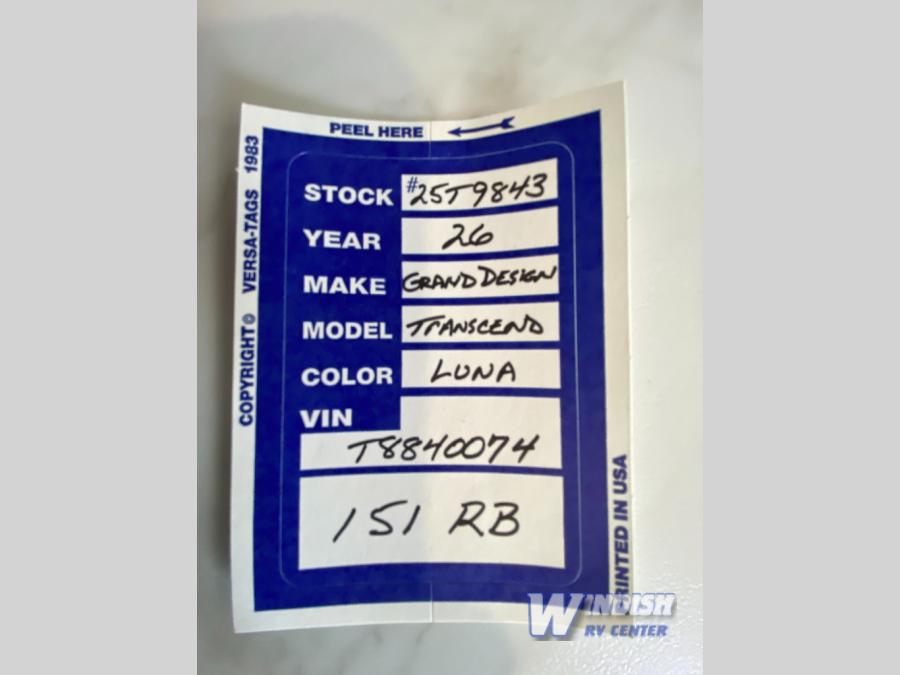 PEEL HERE
COPYRIGHT © VERSA-TAGS 1983
STOCK #25T9843
YEAR 26
MAKE GRAND DESIGN
MODEL TRANSCEND
COLOR LUNA
VIN
T8840074
151 RB
PRINTED IN USA
WINDISH
RV CENTER